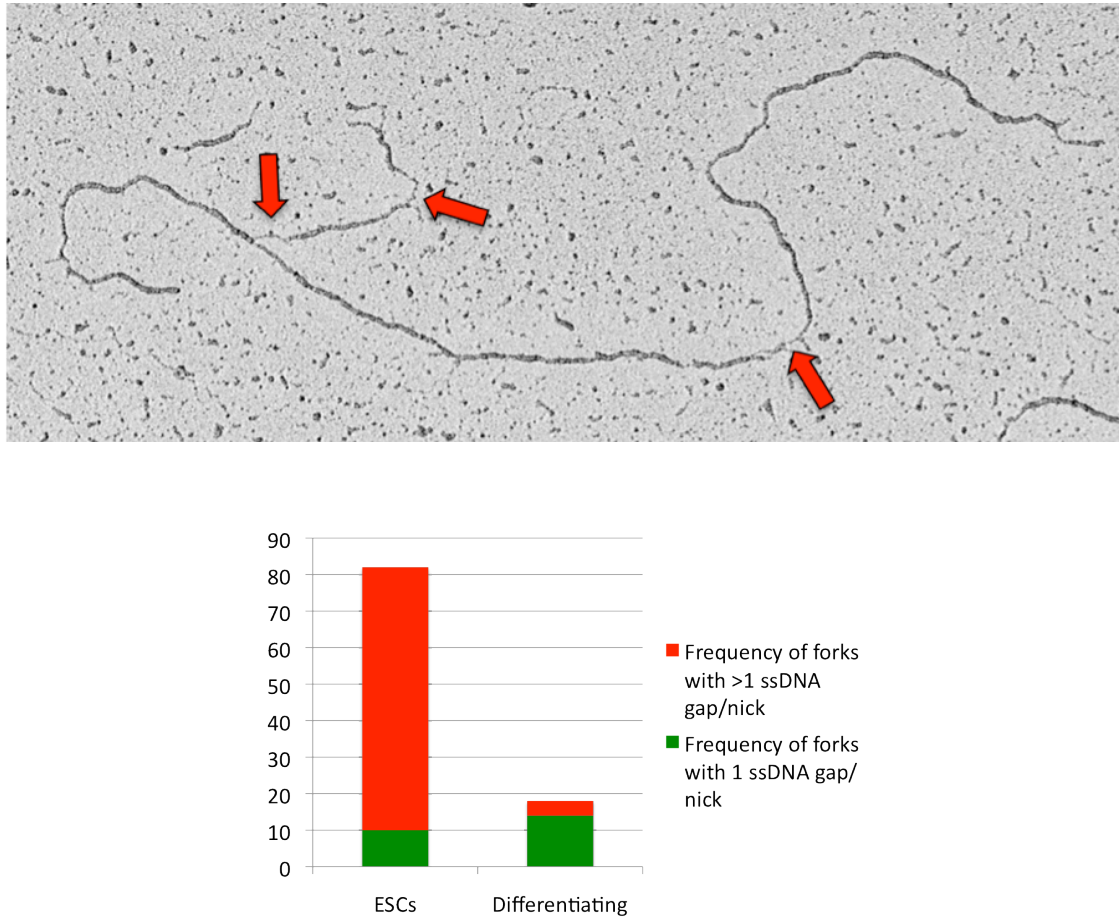 90
80
70
60
50
40
30
20
10
0
ESCs Differentiating
Frequency of forks
with >1 ssDNA
gap/nick
Frequency of forks
with 1 ssDNA gap/
nick